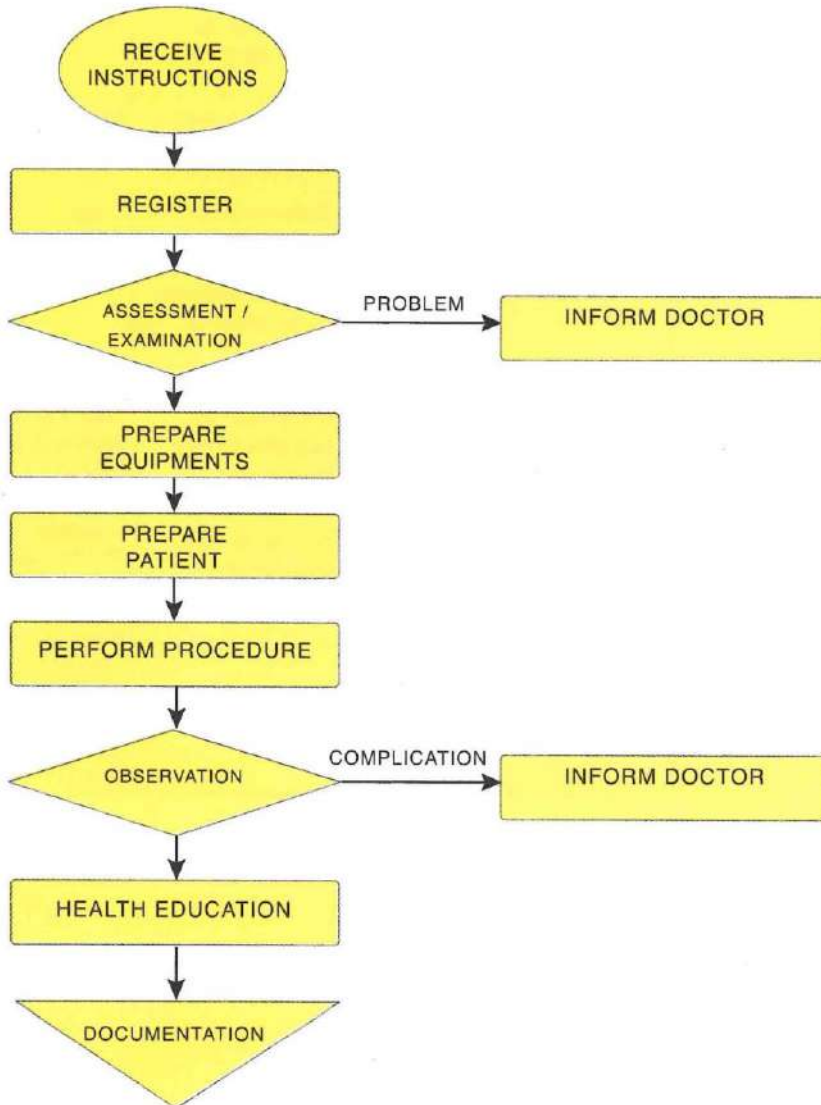 RECEIVE
INSTRUCTIONS
REGISTER
ASSESSMENT /
EXAMINATION
PROBLEM
INFORM DOCTOR
PREPARE
EQUIPMENTS
PREPARE
PATIENT
PERFORM PROCEDURE
OBSERVATION
COMPLICATION
INFORM DOCTOR
HEALTH EDUCATION
DOCUMENTATION